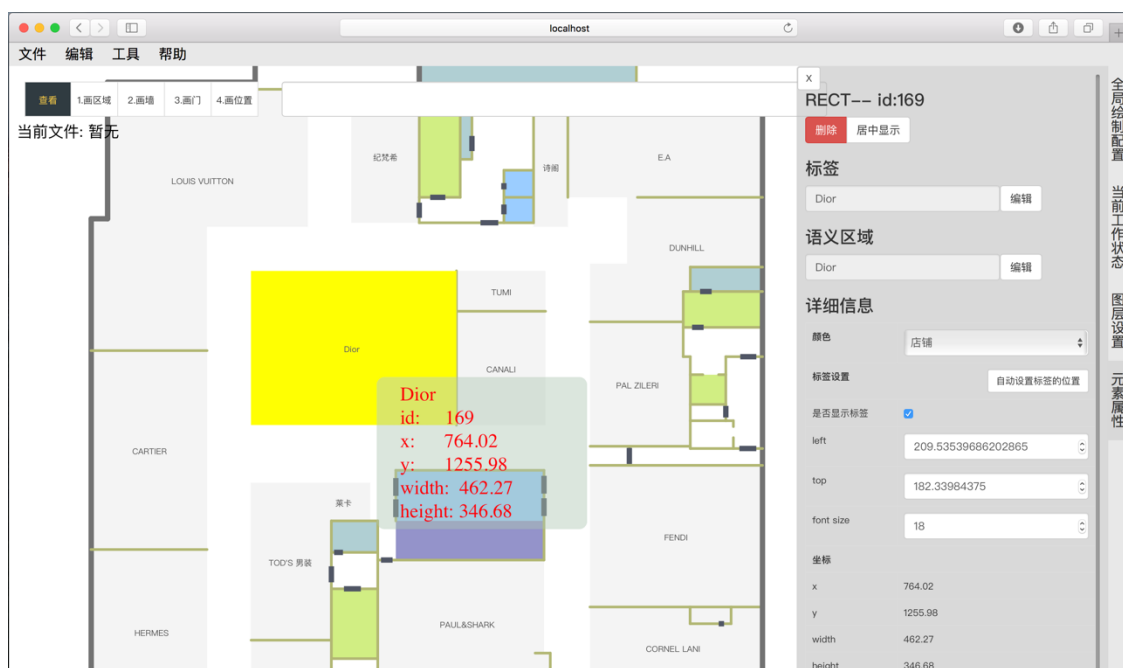 localhost
文件 编辑 工具 帮助
查看 1.画区域 2.画墙 3.画门 4.画位置
当前文件: 暂无
纪梵希
诗阁
E.A
LOUIS VUITTON
DUNHILL
TUMI
Dior
CANALI
PAL ZILERI
Dior
id: 169
x: 764.02
y: 1255.98
width: 462.27
height: 346.68
CARTIER
莱卡
TOD'S 男装
FENDI
PAUL&SHARK
HERMES
CORNEL LANI
x
RECT-- id:169
删除 居中显示
标签
Dior 编辑
语义区域
Dior 编辑
详细信息
颜色 店铺
标签设置 自动设置标签的位置
是否显示标签
left 209.53539686202865
top 182.33984375
font size 18
坐标
x 764.02
y 1255.98
width 462.27
height 346.68
全局绘制配置
当前工作状态
图层设置
元素属性